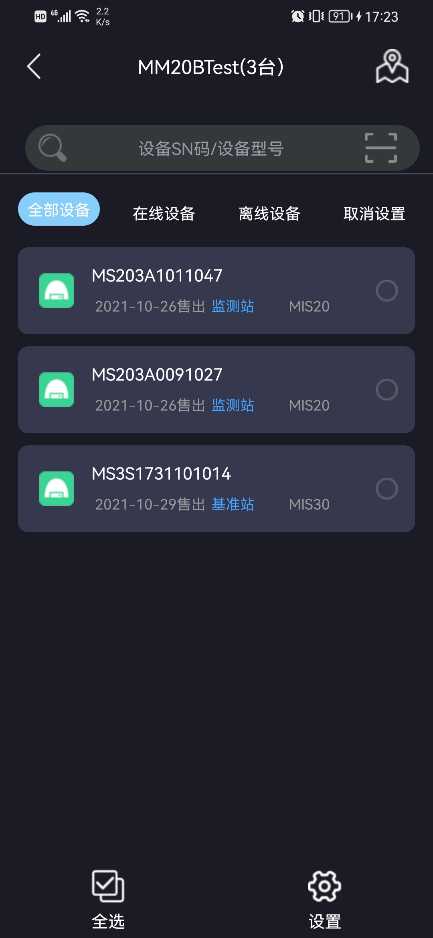 HD 4G 2.2 K/s 91 17:23
MM20BTest(3台)
设备SN码/设备型号
全部设备 在线设备 离线设备 取消设置
MS203A1011047
2021-10-26售出 监测站 MIS20
MS203A0091027
2021-10-26售出 监测站 MIS20
MS3S1731101014
2021-10-29售出 基准站 MIS30
全选 设置